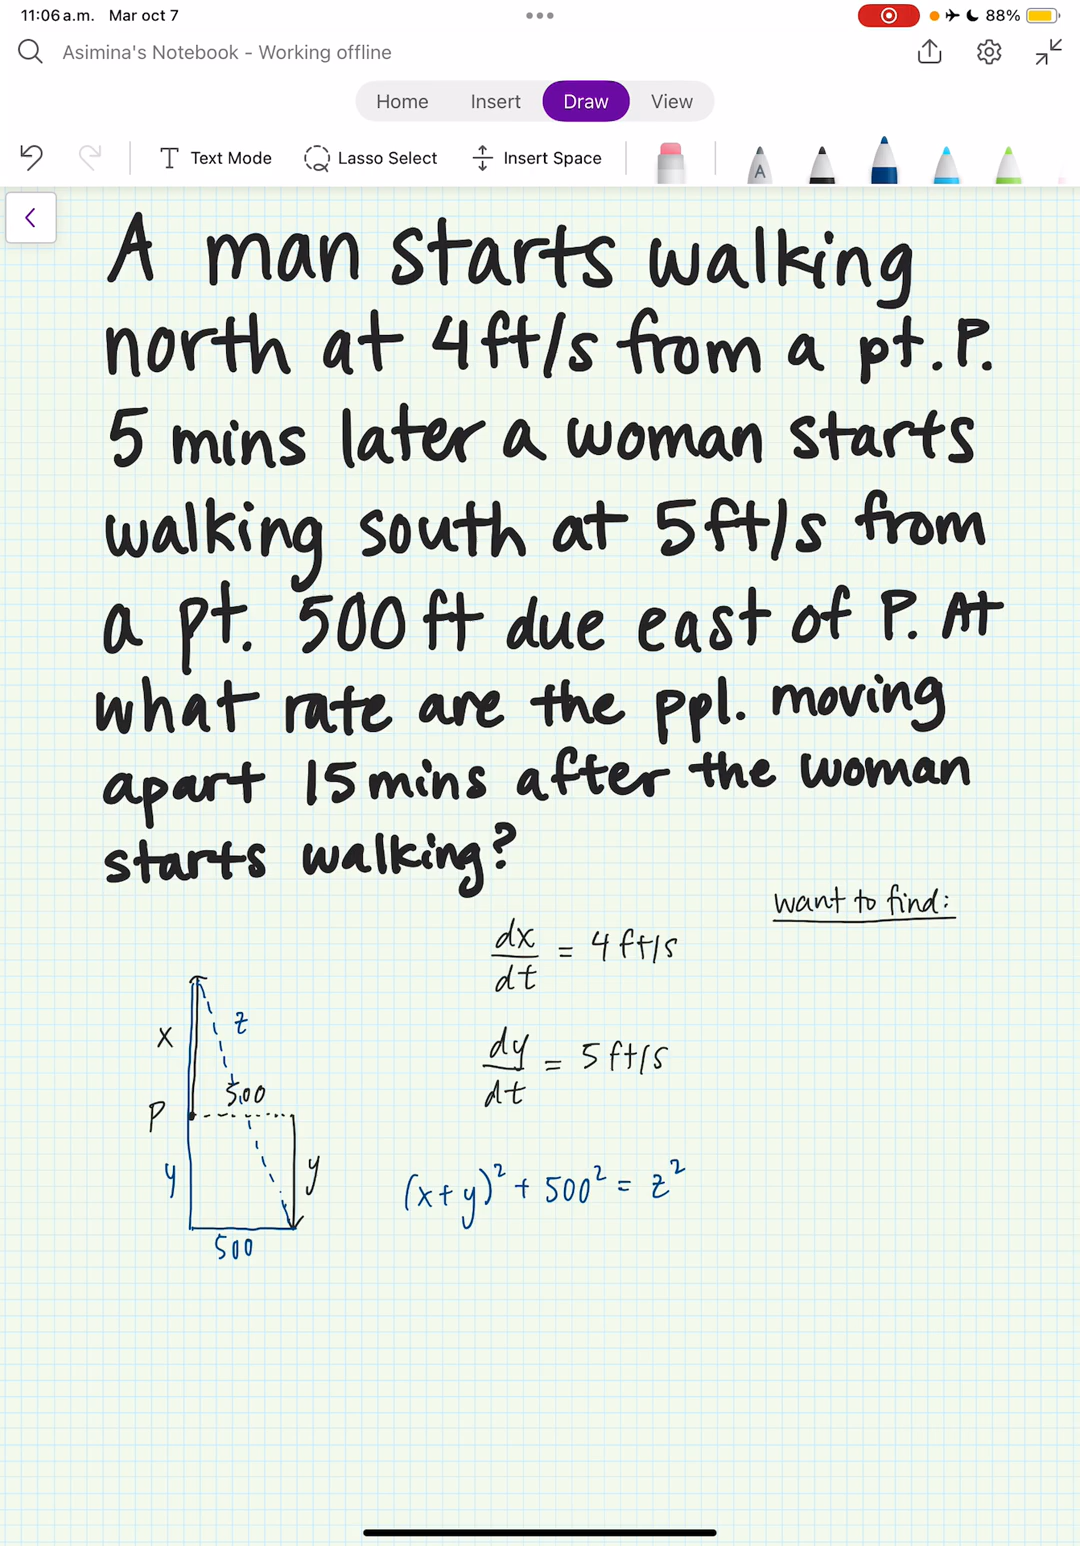 11:06 a.m. Mar oct 7
88%
Asimina's Notebook - Working offline
Home Insert Draw View
Text Mode Lasso Select Insert Space
A
A man starts walking
north at 4ft/s from a pt. P.
5 mins later a woman starts
walking south at 5ft/s from
a pt. 500 ft due east of P. At
what rate are the ppl. moving
apart 15 mins after the woman
starts walking?
want to find:
dx/dt = 4 ft/s
x
z
dy/dt = 5 ft/s
500
P
y
y
(x+y)² + 500² = z²
500